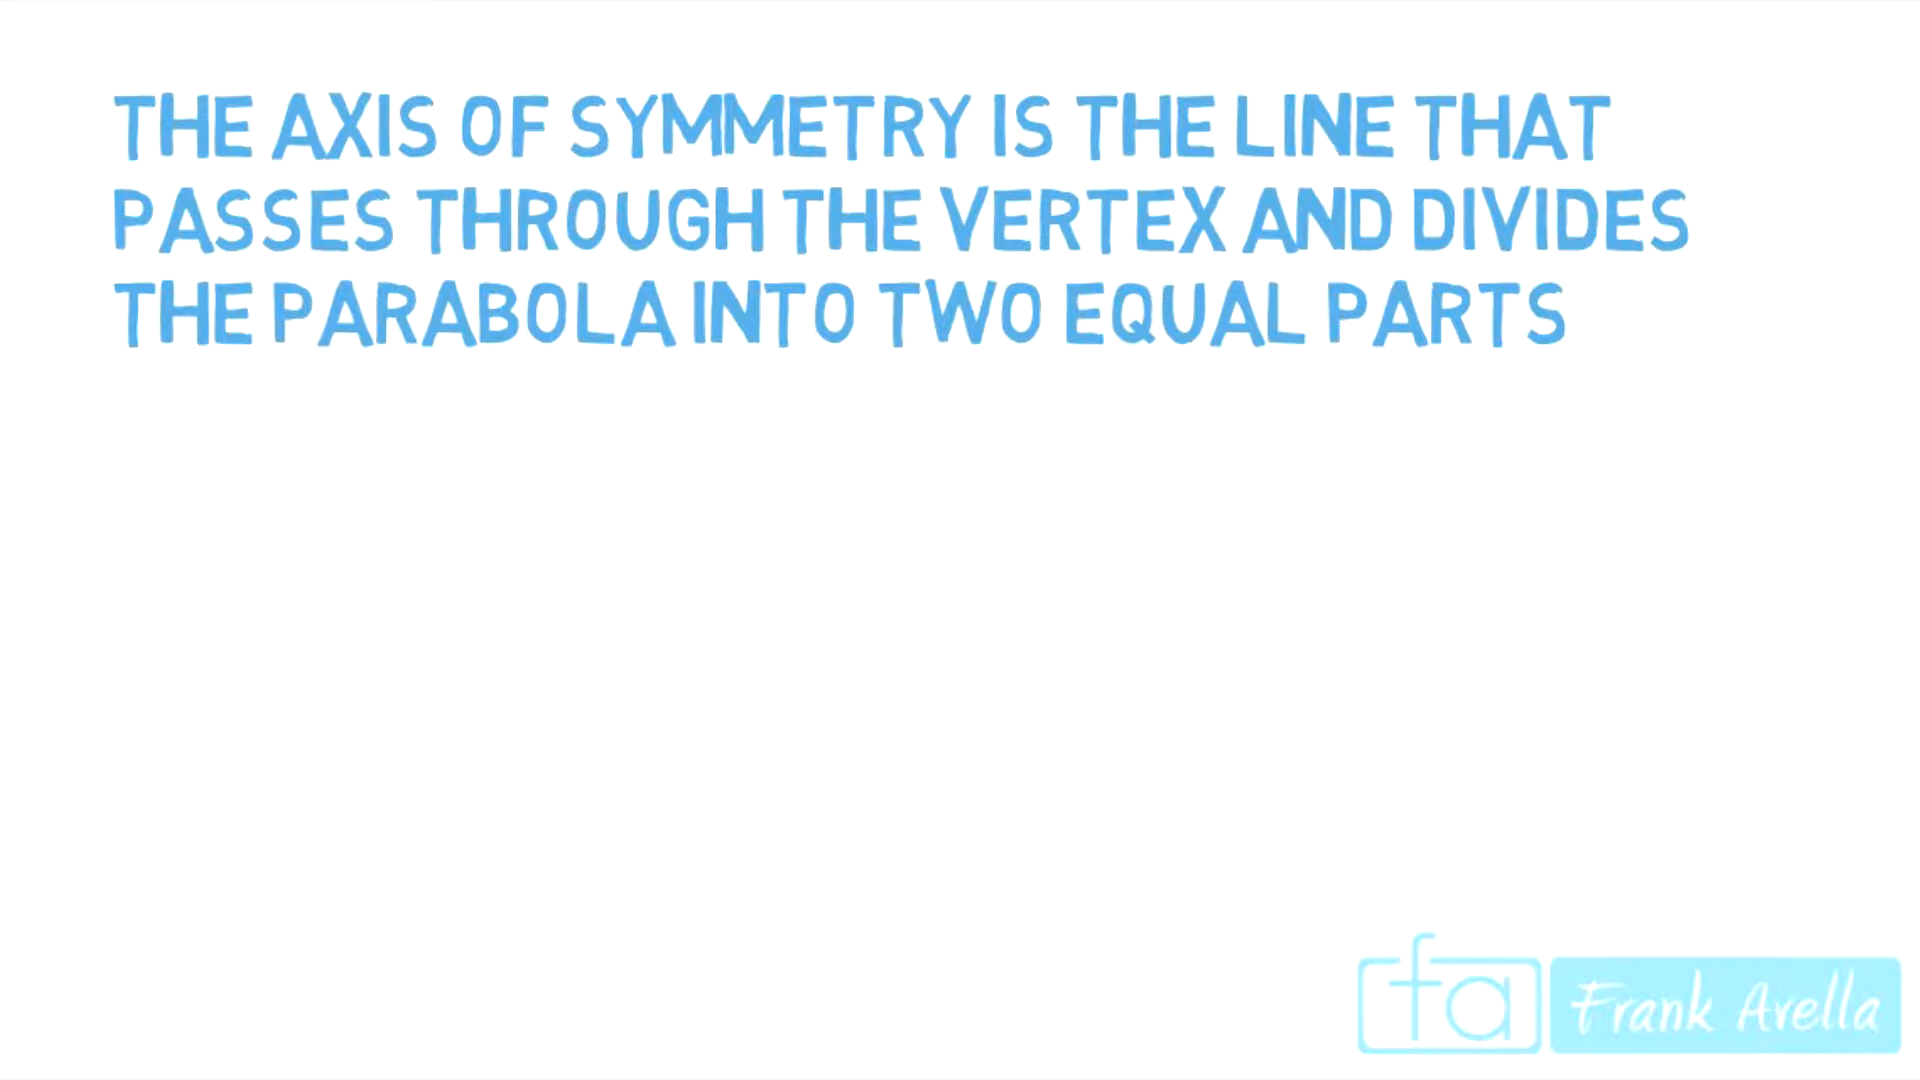 THE AXIS OF SYMMETRY IS THE LINE THAT
PASSES THROUGH THE VERTEX AND DIVIDES
THE PARABOLA INTO TWO EQUAL PARTS
fa Frank Avella